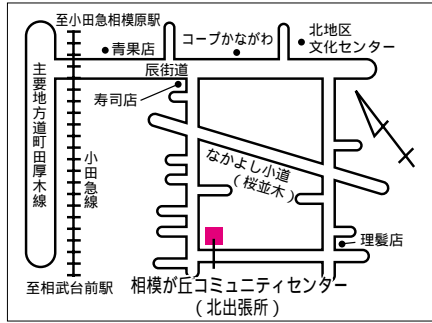 至小田急相模原駅
青果店
コープかながわ
北地区
文化センター
辰街道
寿司店
主要地方道町田厚木線
小田急線
なかよし小道
（桜並木）
理髪店
至相武台前駅
相模が丘コミュニティセンター
（北出張所）